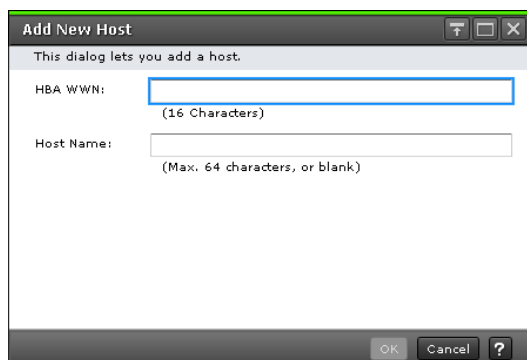 Add New Host
This dialog lets you add a host.
HBA WWN:
(16 Characters)
Host Name:
(Max. 64 characters, or blank)
OK Cancel ?